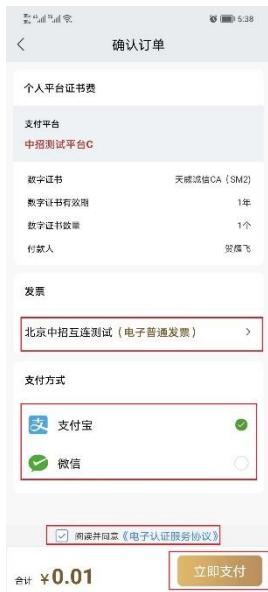 5:38
确认订单
个人平台证书费
支付平台
中招测试平台C
数字证书 天威诚信CA（SM2)
数字证书有效期 1年
数字证书数量 1个
付款人
发票
北京中招互连测试（电子普通发票）
支付方式
支付宝
微信
阅读并同意《电子认证服务协议》
合计 ¥0.01
立即支付